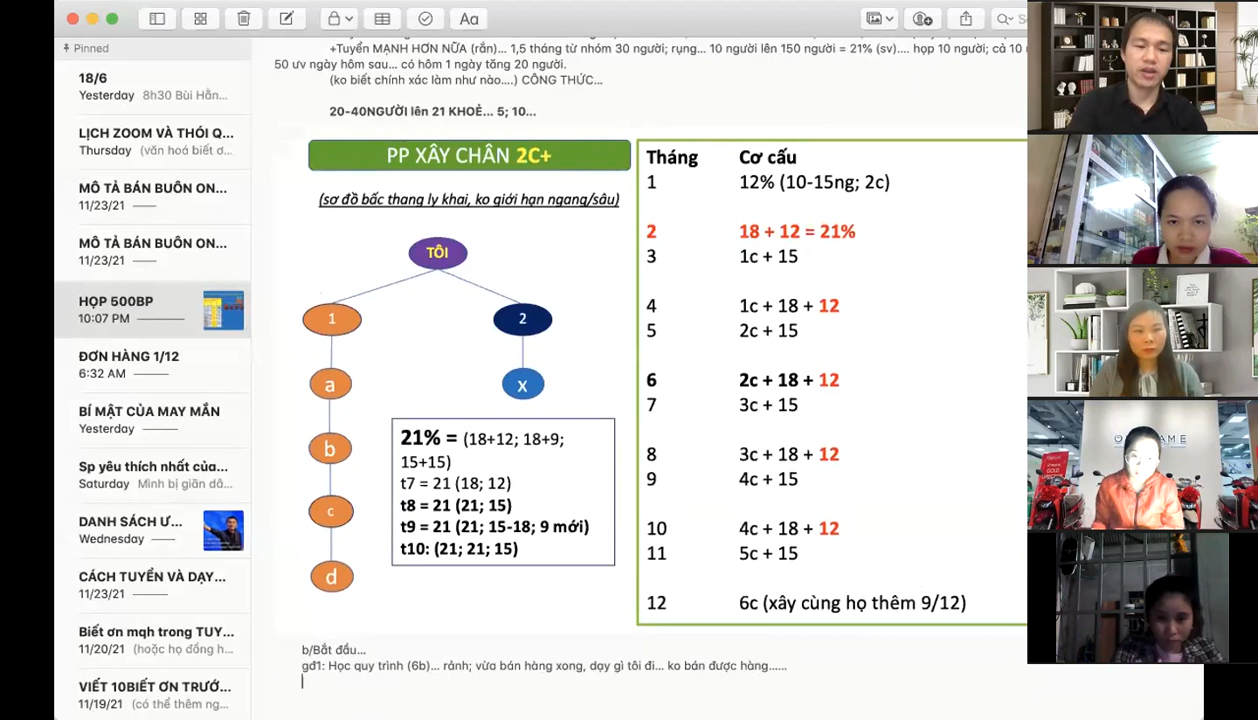 Aa
Pinned
18/6
Yesterday 8h30 Bùi Hằn...
LỊCH ZOOM VÀ THÓI Q...
Thursday (văn hoá biết ơ...
MÔ TẢ BÁN BUÔN ON...
11/23/21
MÔ TẢ BÁN BUÔN ON...
11/23/21
HỌP 500BP
10:07 PM
ĐƠN HÀNG 1/12
6:32 AM
BÍ MẬT CỦA MAY MẮN
Yesterday
Sp yêu thích nhất của...
Saturday Mình bị giãn dâ...
DANH SÁCH Ư...
Wednesday
CÁCH TUYỂN VÀ DẠY...
11/23/21
Biết ơn mqh trong TUY...
11/20/21 (hoặc họ đồng h...
VIẾT 10BIẾT ƠN TRƯỚ...
11/19/21 (có thể thêm ng...
+Tuyển MẠNH HƠN NỮA (rắn)... 1,5 tháng từ nhóm 30 người; rụng... 10 người lên 150 người = 21% (sv).... họp 10 người; cả 10
50 ưv ngày hôm sau... có hôm 1 ngày tăng 20 người.
(ko biết chính xác làm như nào....) CÔNG THỨC...
20-40NGƯỜI lên 21 KHOẺ... 5; 10...
PP XÂY CHÂN 2C+
(sơ đồ bấc thang ly khai, ko giới hạn ngang/sâu)
TÔI
1
2
a
x
b
c
d
21% = (18+12; 18+9;
15+15)
t7 = 21 (18; 12)
t8 = 21 (21; 15)
t9 = 21 (21; 15-18; 9 mới)
t10: (21; 21; 15)
Tháng Cơ cấu
1 12% (10-15ng; 2c)
2 18 + 12 = 21%
3 1c + 15
4 1c + 18 + 12
5 2c + 15
6 2c + 18 + 12
7 3c + 15
8 3c + 18 + 12
9 4c + 15
10 4c + 18 + 12
11 5c + 15
12 6c (xây cùng họ thêm 9/12)
b/Bắt đầu...
gđ1: Học quy trình (6b)... rảnh; vừa bán hàng xong, dạy gì tôi đi... ko bán được hàng......